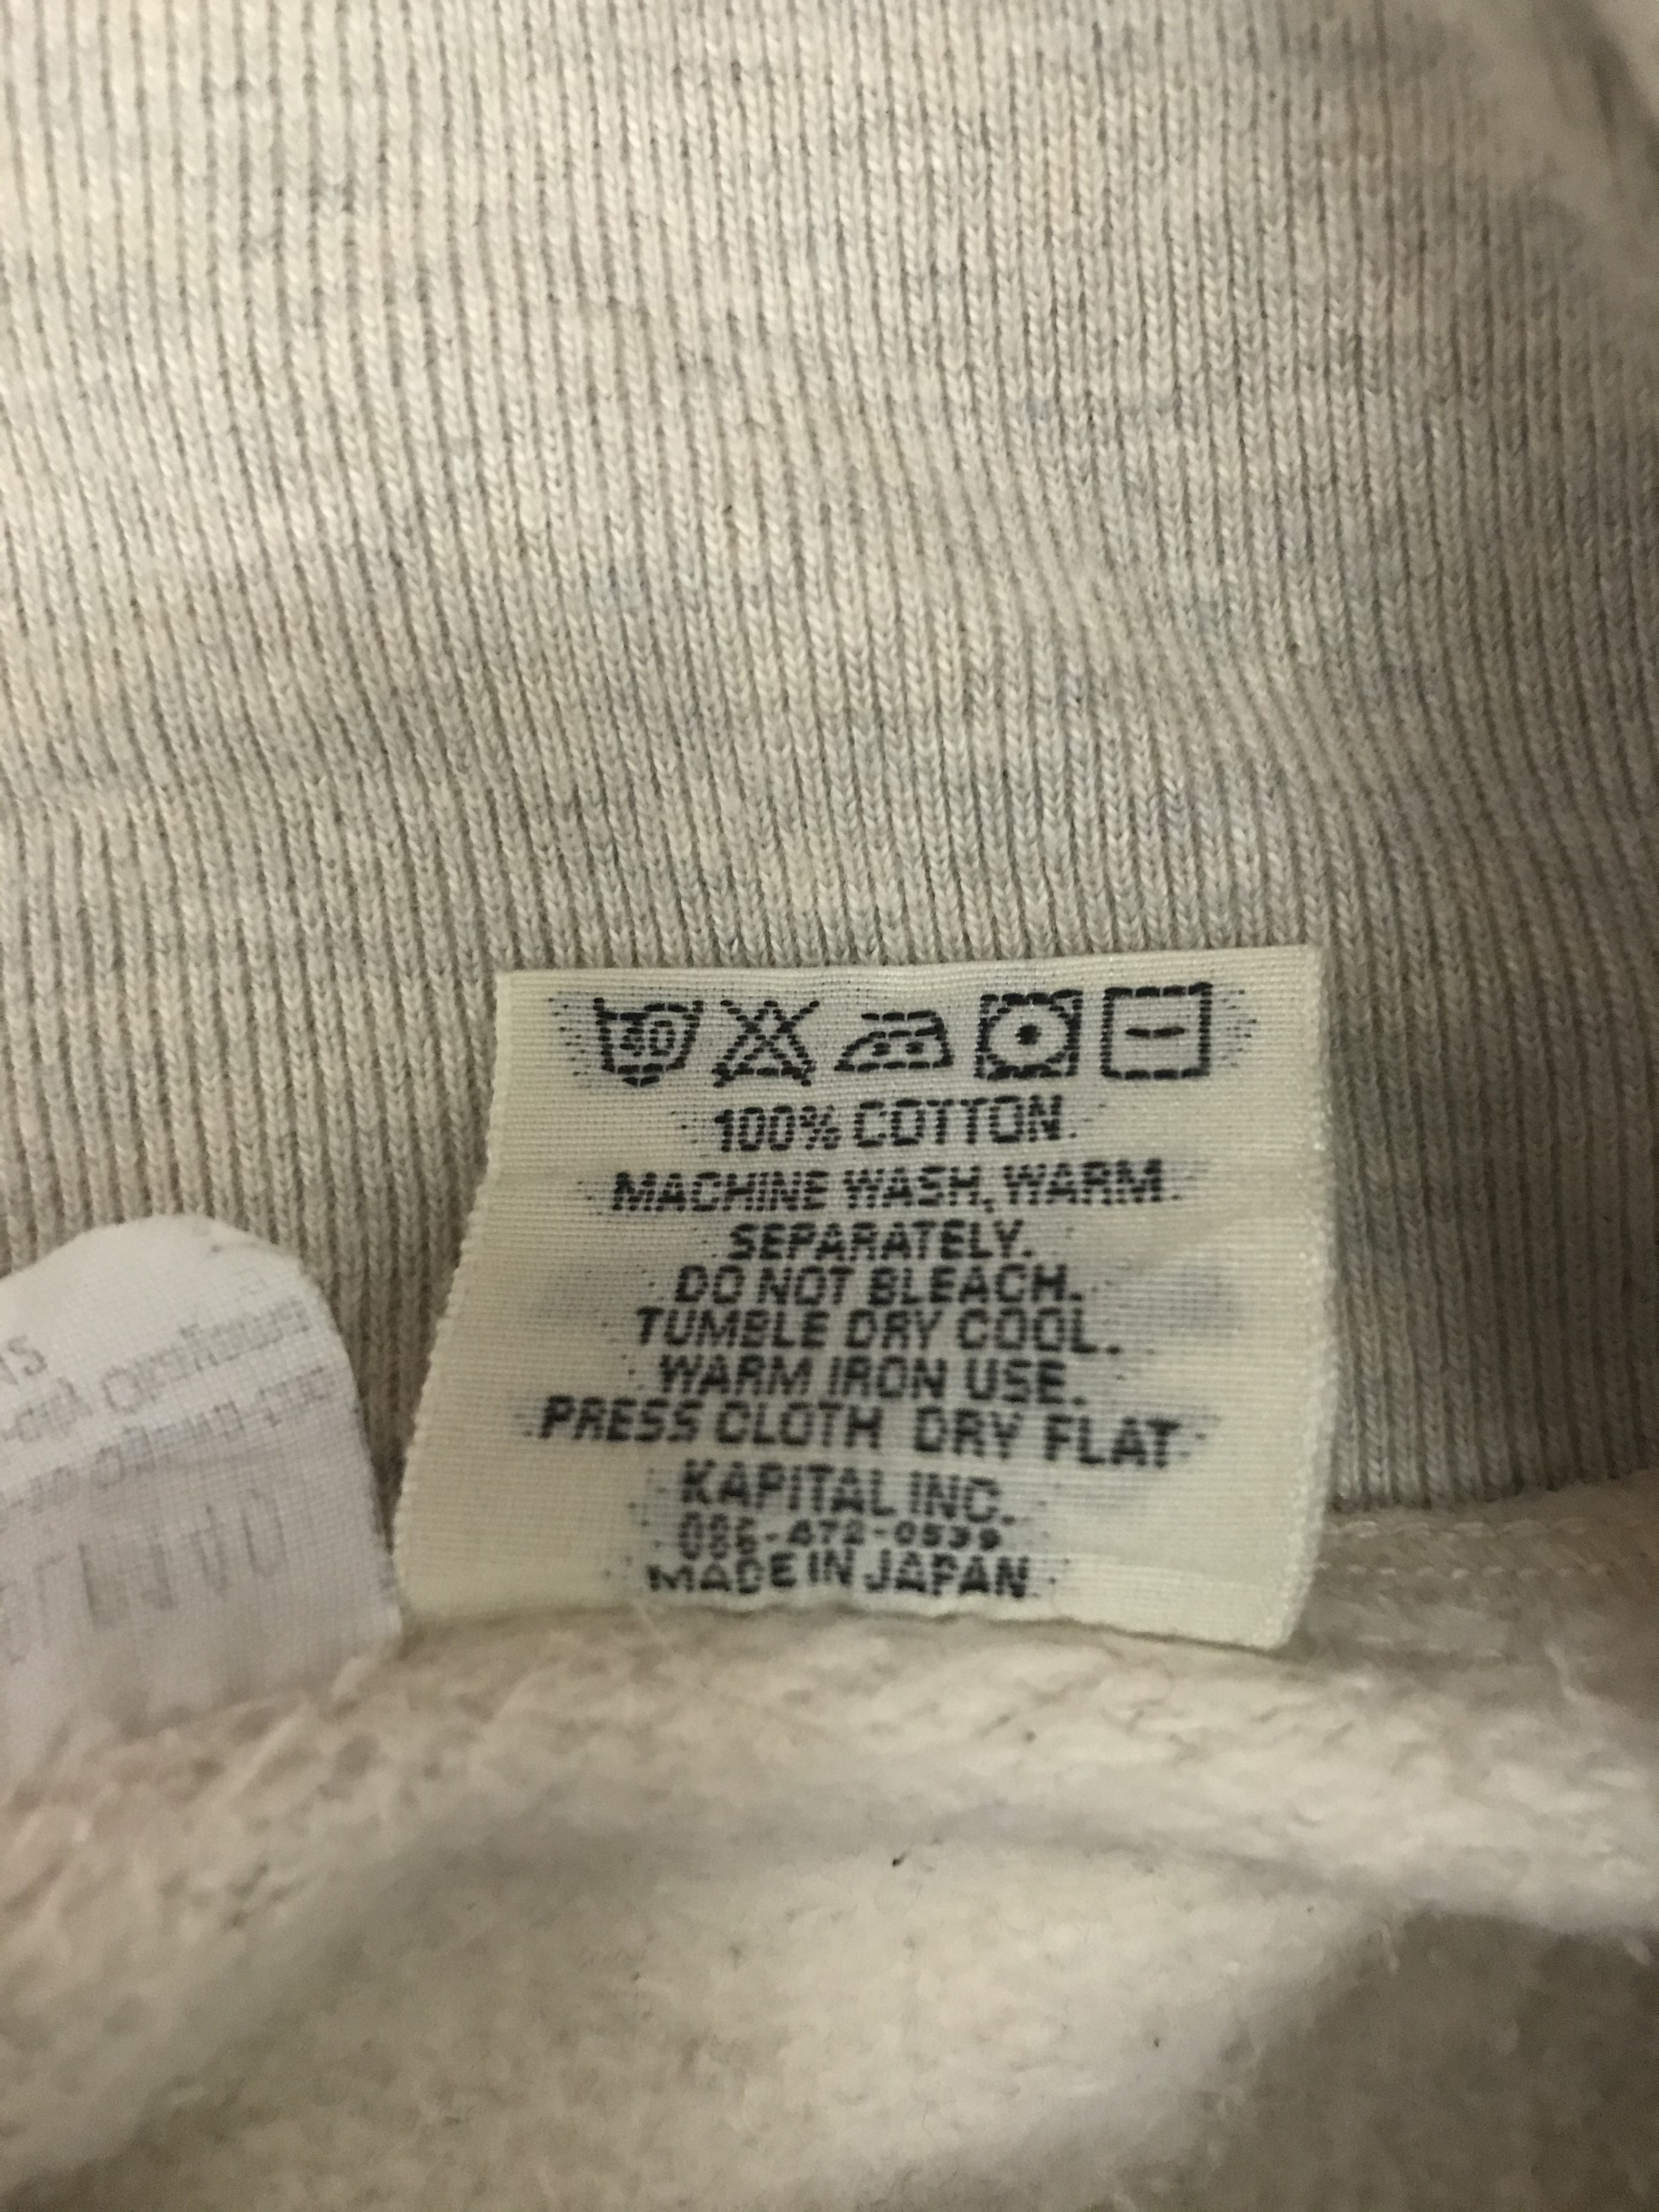 40
100% COTTON.
MACHINE WASH, WARM.
SEPARATELY.
DO NOT BLEACH.
TUMBLE DRY COOL.
WARM IRON USE.
PRESS CLOTH DRY FLAT
KAPITAL INC.
086-472-0539
MADE IN JAPAN